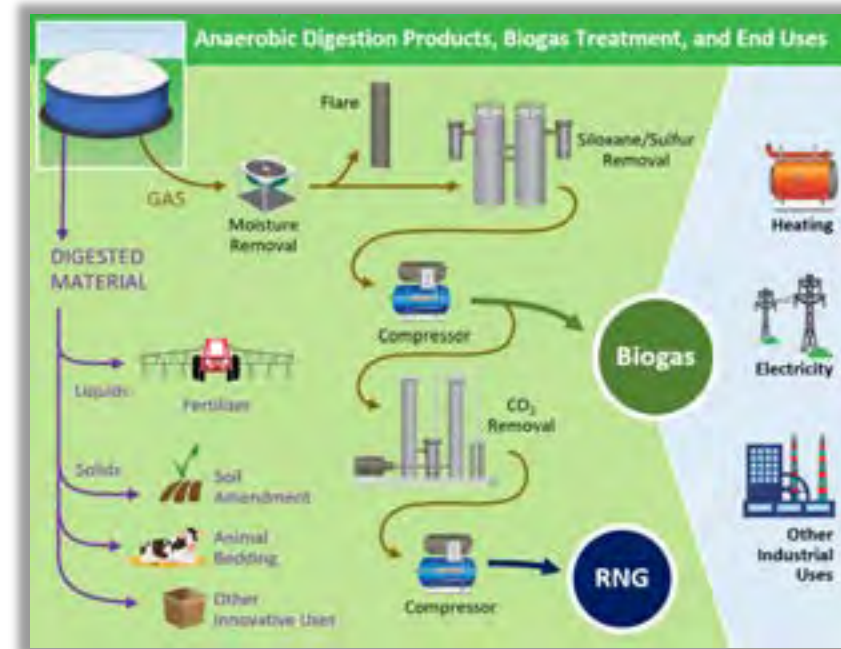 Anaerobic Digestion Products, Biogas Treatment, and End Uses
Flare
Siloxane/Sulfur
Removal
GAS
Moisture
Removal
Heating
DIGESTED
MATERIAL
Compressor
Biogas
Electricity
Liquids
Fertilizer
CO₂
Removal
Solids
Soil
Amendment
Animal
Bedding
Other
Industrial
Uses
Other
Innovative Uses
Compressor
RNG